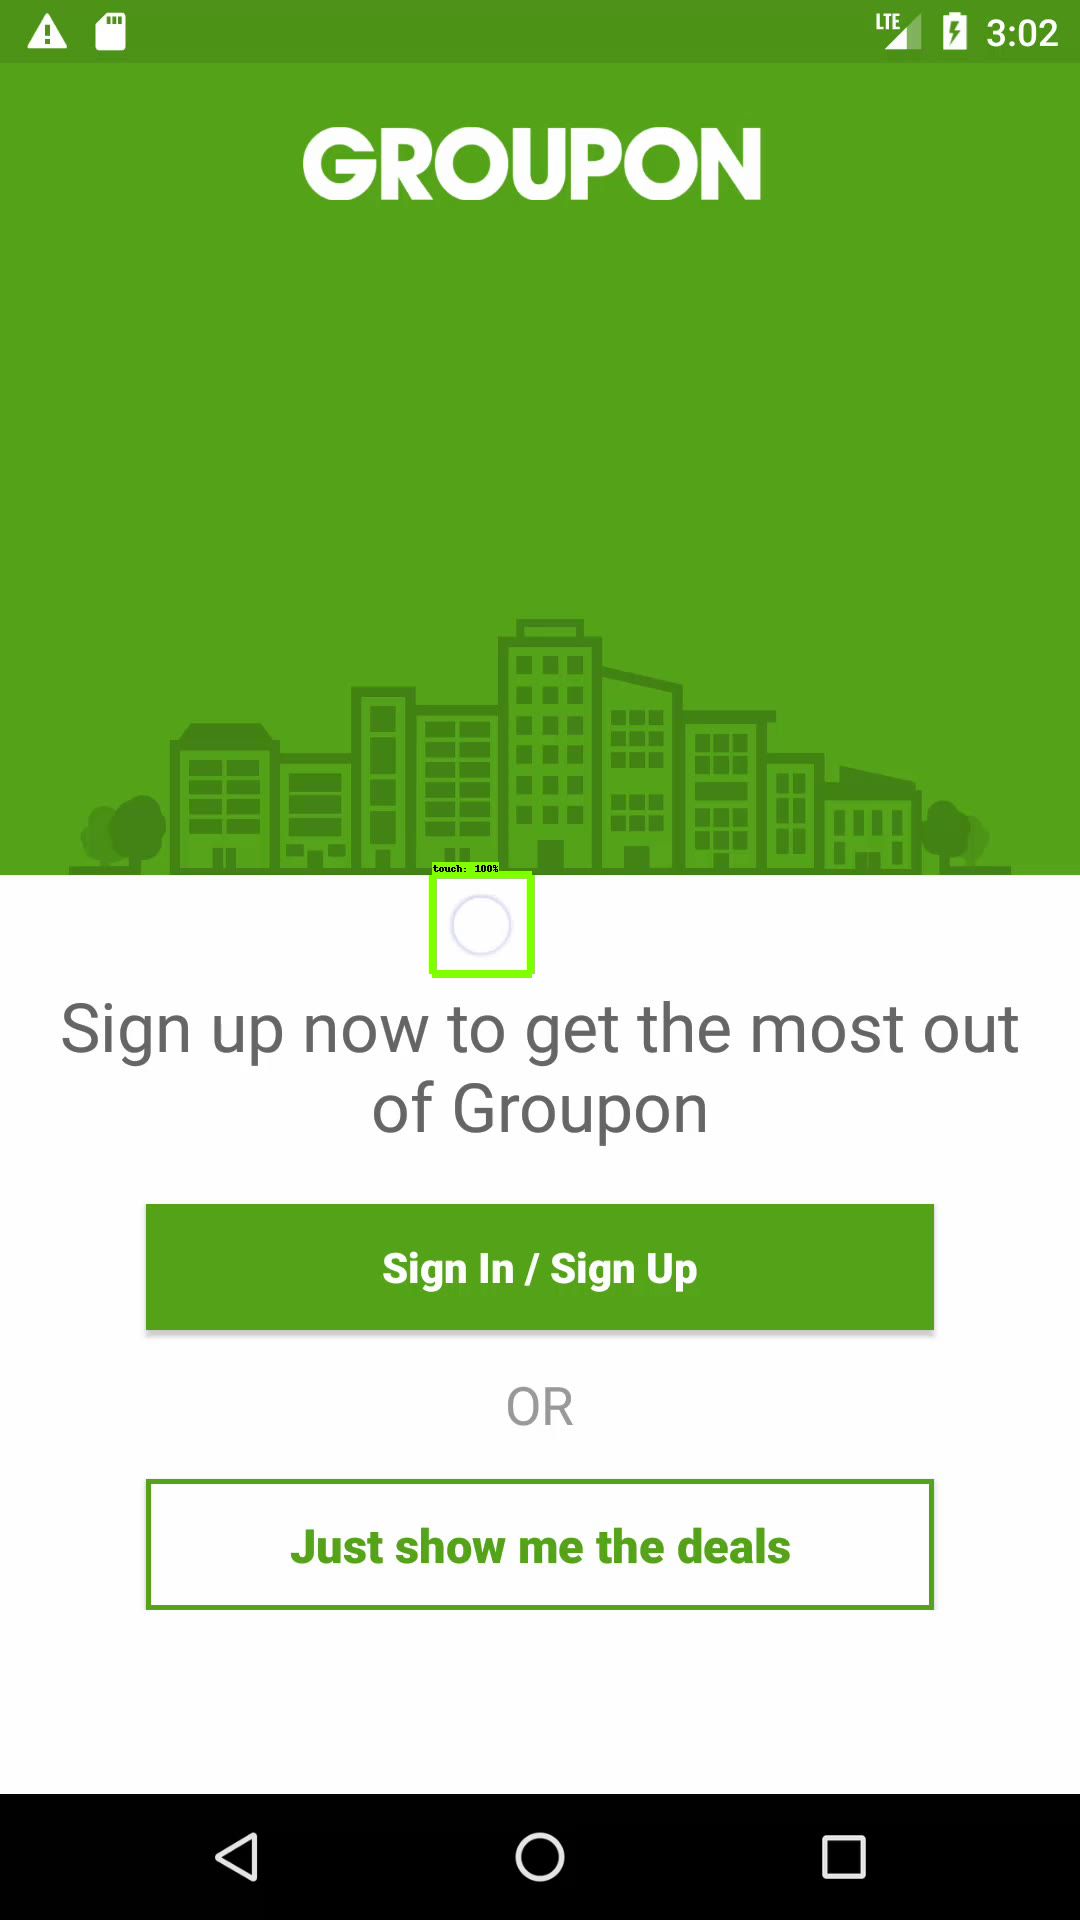 LTE 3:02
GROUPON
touch: 100%
Sign up now to get the most out
of Groupon
Sign In / Sign Up
OR
Just show me the deals